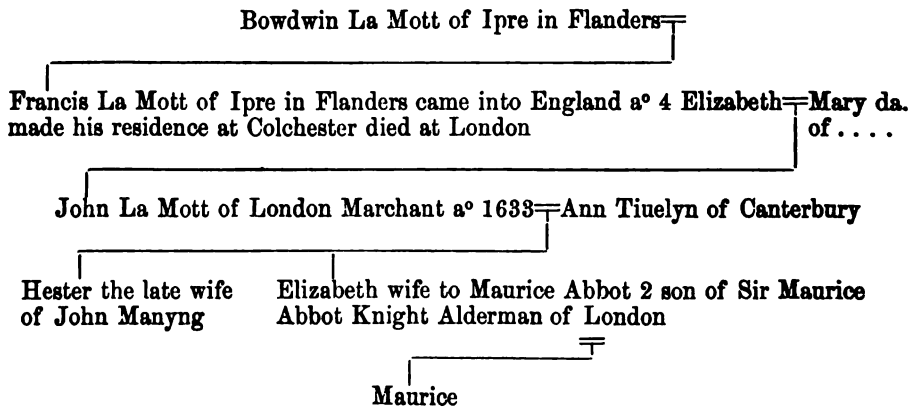 Bowdwin La Mott of Ipre in Flanders
Francis La Mott of Ipre in Flanders came into England aº 4 Elizabeth=Mary da.
made his residence at Colchester died at London of . . . .
John La Mott of London Marchant aº 1633=Ann Tiuelyn of Canterbury
Hester the late wife
of John Manyng
Elizabeth wife to Maurice Abbot 2 son of Sir Maurice
Abbot Knight Alderman of London
Maurice